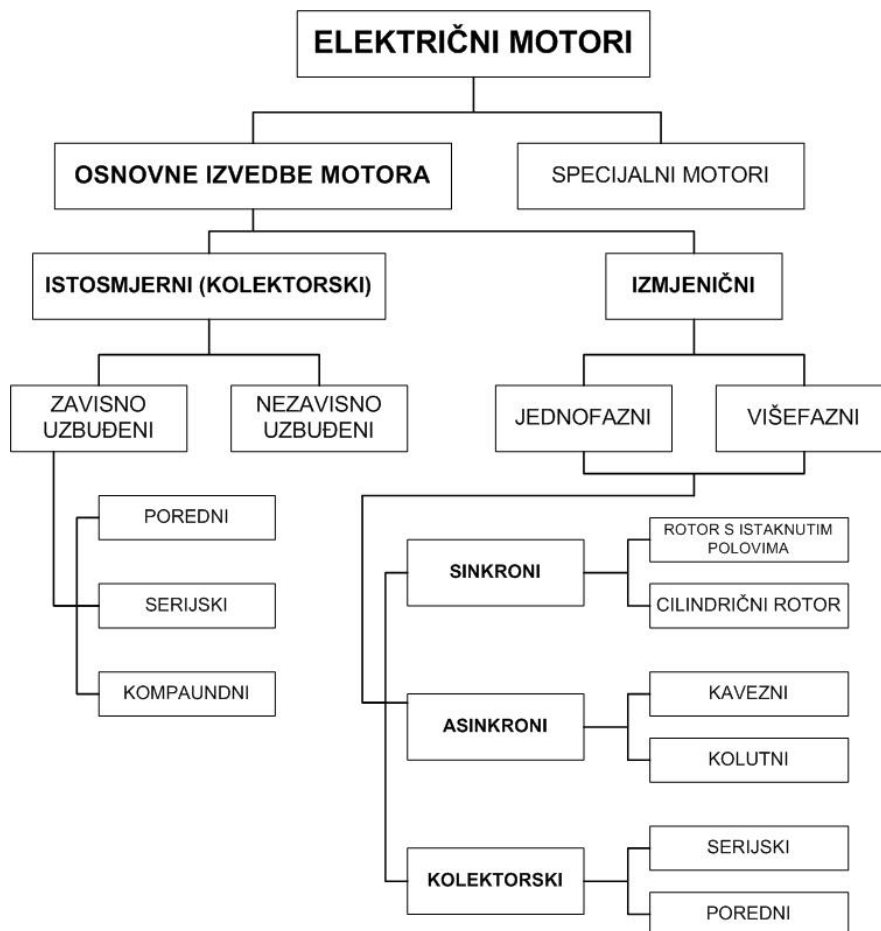 ELEKTRIČNI MOTORI
OSNOVNE IZVEDBE MOTORA
SPECIJALNI MOTORI
ISTOSMJERNI (KOLEKTORSKI)
IZMJENIČNI
ZAVISNO
UZBUĐENI
NEZAVISNO
UZBUĐENI
JEDNOFAZNI
VIŠEFAZNI
POREDNI
SERIJSKI
KOMPAUNDNI
SINKRONI
ROTOR S ISTAKNUTIM
POLOVIMA
CILINDRIČNI ROTOR
ASINKRONI
KAVEZNI
KOLUTNI
KOLEKTORSKI
SERIJSKI
POREDNI